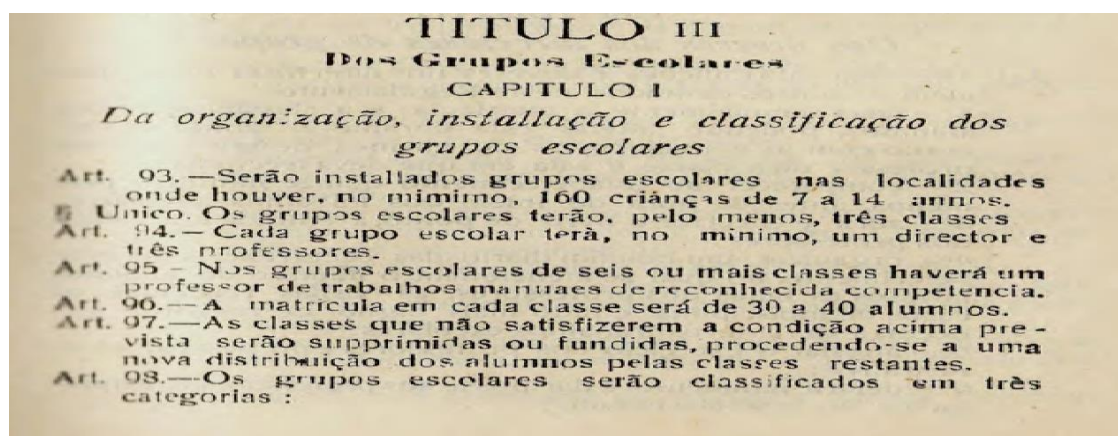 TITULO III
Dos Grupos Escolares
CAPITULO I
Da organização, installação e classificação dos
grupos escolares
Art. 93.—Serão installados grupos escolares nas localidades
onde houver, no mimimo, 160 crianças de 7 a 14 annos.
§ Unico. Os grupos escolares terão, pelo menos, três classes
Art. 94.—Cada grupo escolar terà, no minimo, um director e
três professores.
Art. 95 - Nos grupos escolares de seis ou mais classes haverá um
professor de trabalhos manuaes de reconhecida competencia.
Art. 96.—A matricula em cada classe será de 30 a 40 alumnos.
Art. 97.—As classes que não satisfizerem a condição acima pre-
vista serão supprimidas ou fundidas, procedendo-se a uma
nova distribuição dos alumnos pelas classes restantes.
Art. 98.—Os grupos escolares serão classificados em três
categorias :